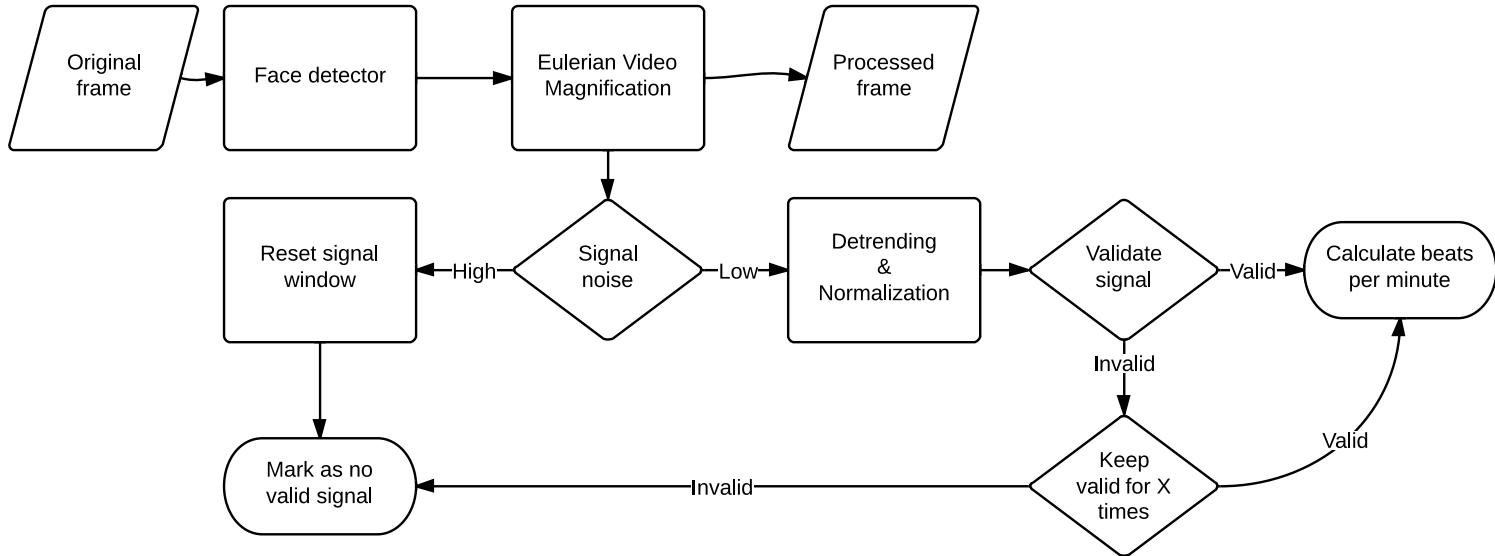 Original
frame
Face detector
Eulerian Video
Magnification
Processed
frame
Reset signal
window
High
Signal
noise
Low
Detrending
&
Normalization
Validate
signal
Valid
Calculate beats
per minute
Invalid
Mark as no
valid signal
Invalid
Keep
valid for X
times
Valid